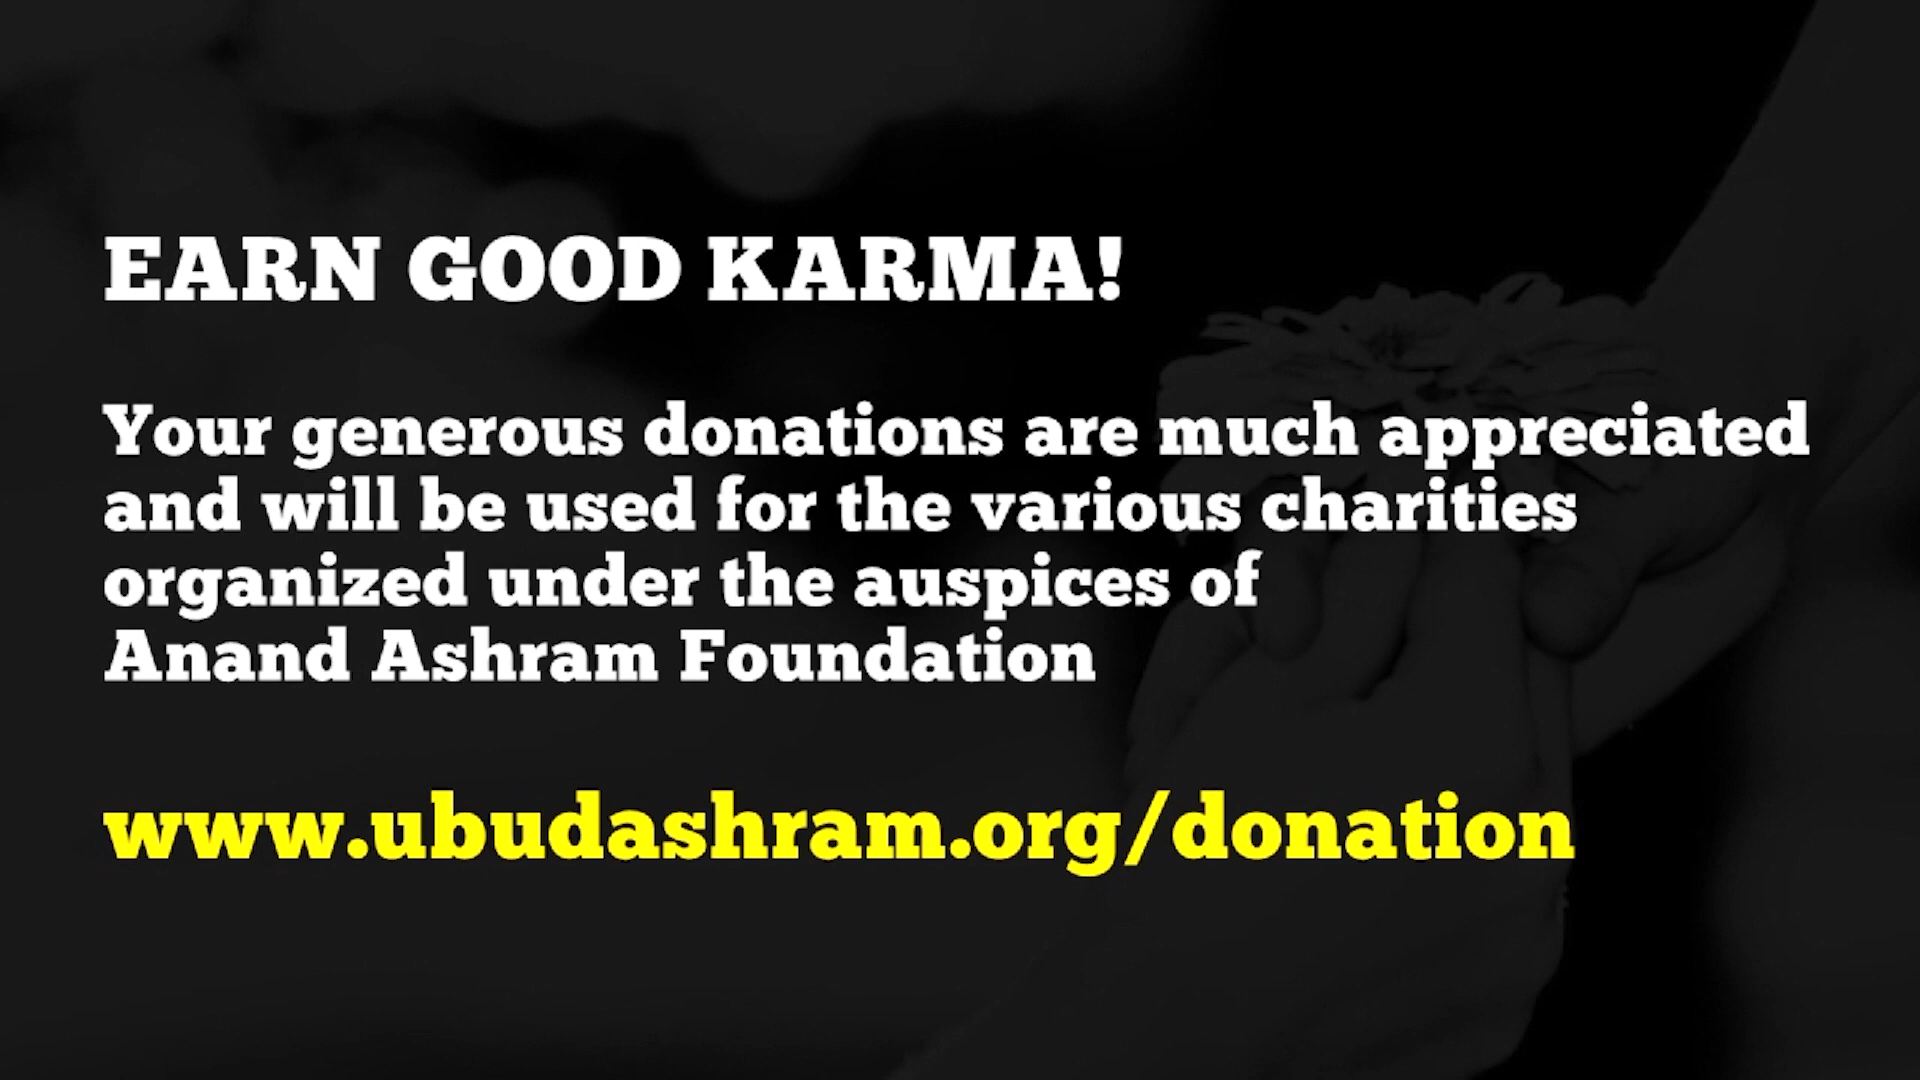 EARN GOOD KARMA!
Your generous donations are much appreciated
and will be used for the various charities
organized under the auspices of
Anand Ashram Foundation
www.ubudashram.org/donation